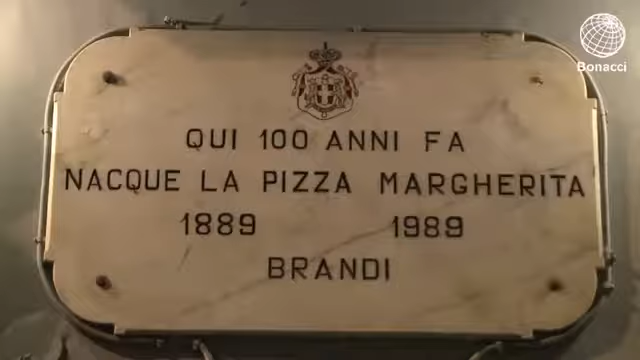 Bonacci
QUI 100 ANNI FA
NACQUE LA PIZZA MARGHERITA
1889 1989
BRANDI